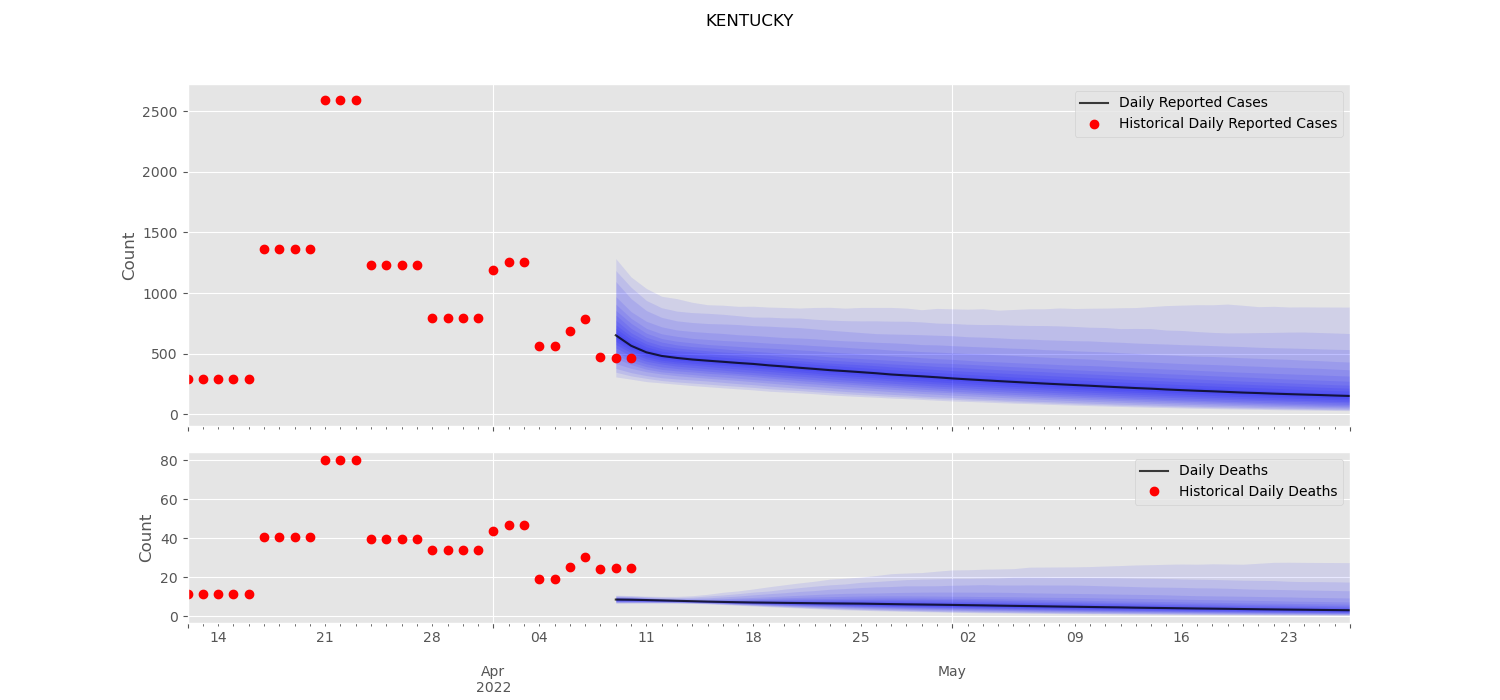 KENTUCKY
2500
2000
1500
1000
500
0
Count
Daily Reported Cases
Historical Daily Reported Cases
80
60
40
20
0
Count
Daily Deaths
Historical Daily Deaths
14 21 28 04 11 18 25 02 09 16 23
Apr May
2022